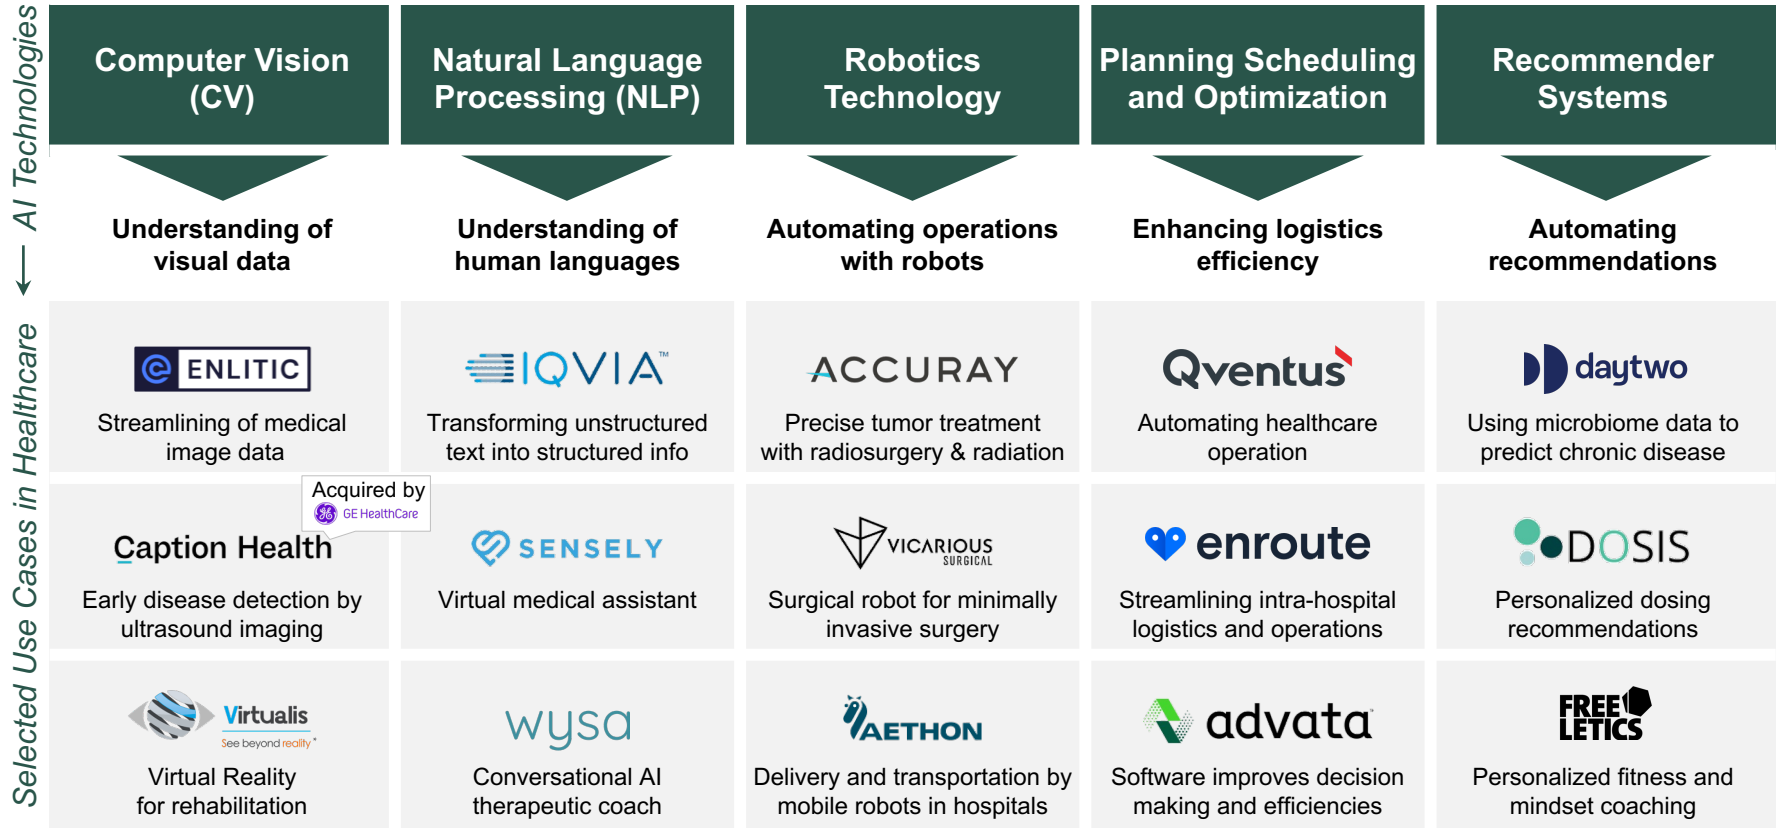 AI Technologies
Selected Use Cases in Healthcare
Computer Vision
(CV)
Natural Language
Processing (NLP)
Robotics
Technology
Planning Scheduling
and Optimization
Recommender
Systems
Understanding of
visual data
Understanding of
human languages
Automating operations
with robots
Enhancing logistics
efficiency
Automating
recommendations
ENLITIC
Streamlining of medical
image data
IQVIA™
Transforming unstructured
text into structured info
ACCURAY
Precise tumor treatment
with radiosurgery & radiation
Qventus
Automating healthcare
operation
daytwo
Using microbiome data to
predict chronic disease
Acquired by
GE HealthCare
Caption Health
Early disease detection by
ultrasound imaging
SENSELY
Virtual medical assistant
VICARIOUS
SURGICAL
Surgical robot for minimally
invasive surgery
enroute
Streamlining intra-hospital
logistics and operations
DOSIS
Personalized dosing
recommendations
Virtualis
See beyond reality
Virtual Reality
for rehabilitation
wysa
Conversational AI
therapeutic coach
AETHON
Delivery and transportation by
mobile robots in hospitals
advata
Software improves decision
making and efficiencies
FREE
LETICS
Personalized fitness and
mindset coaching